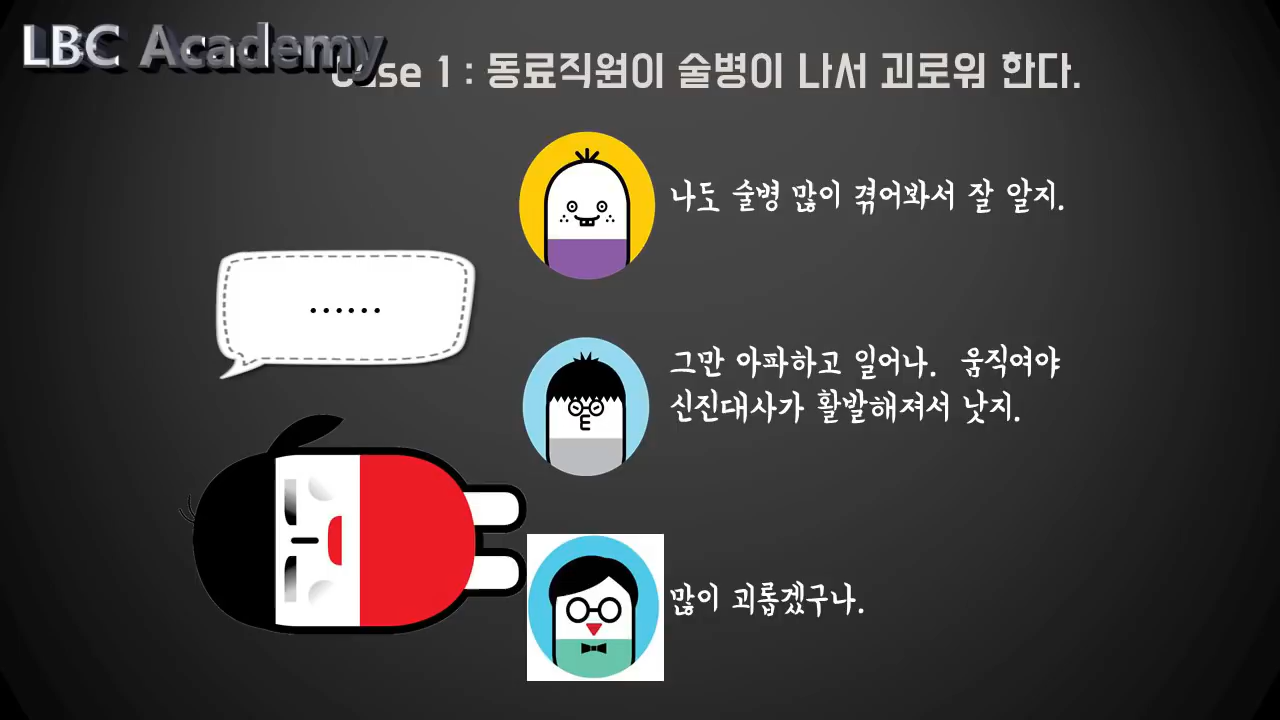 LBC Academy
Case 1 : 동료직원이 술병이 나서 괴로워 한다.
나도 술병 많이 겪어봐서 잘 알지.
......
그만 아파하고 일어나. 움직여야
신진대사가 활발해져서 낫지.
많이 괴롭겠구나.